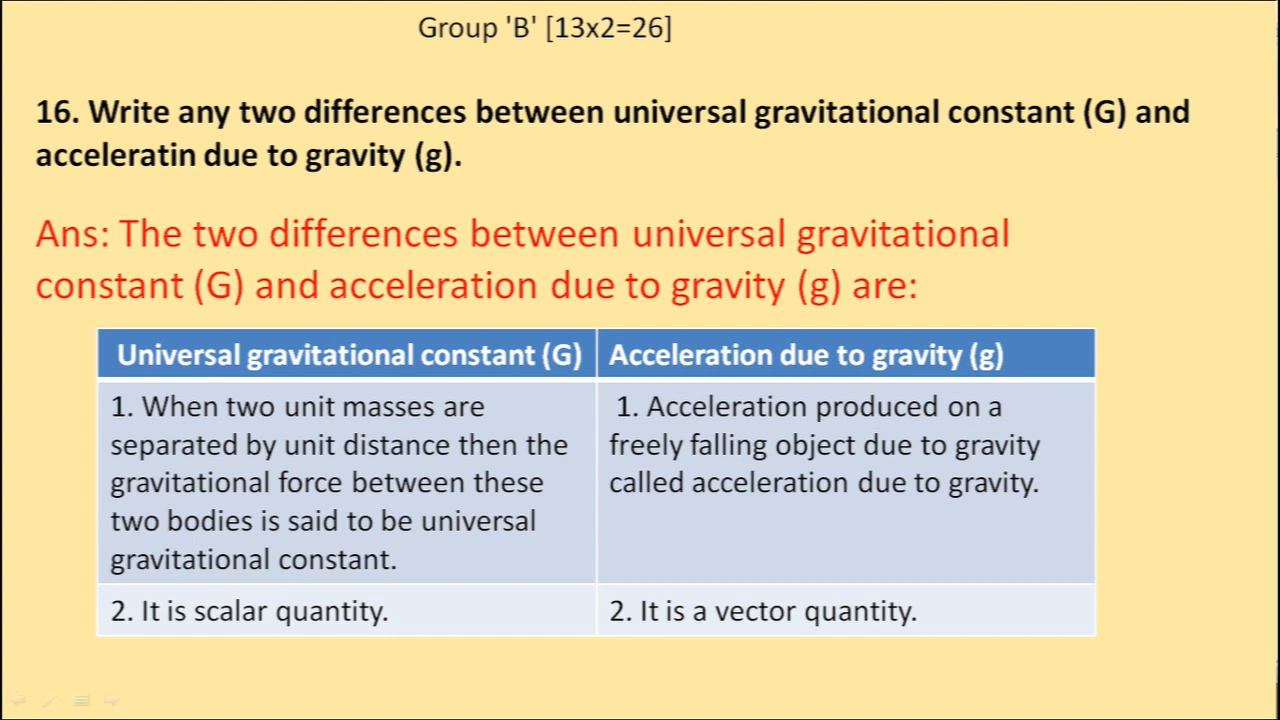 Group 'B' [13x2=26]
16. Write any two differences between universal gravitational constant (G) and
acceleratin due to gravity (g).
Ans: The two differences between universal gravitational
constant (G) and acceleration due to gravity (g) are:
Universal gravitational constant (G)
Acceleration due to gravity (g)
1. When two unit masses are
separated by unit distance then the
gravitational force between these
two bodies is said to be universal
gravitational constant.
1. Acceleration produced on a
freely falling object due to gravity
called acceleration due to gravity.
2. It is scalar quantity.
2. It is a vector quantity.